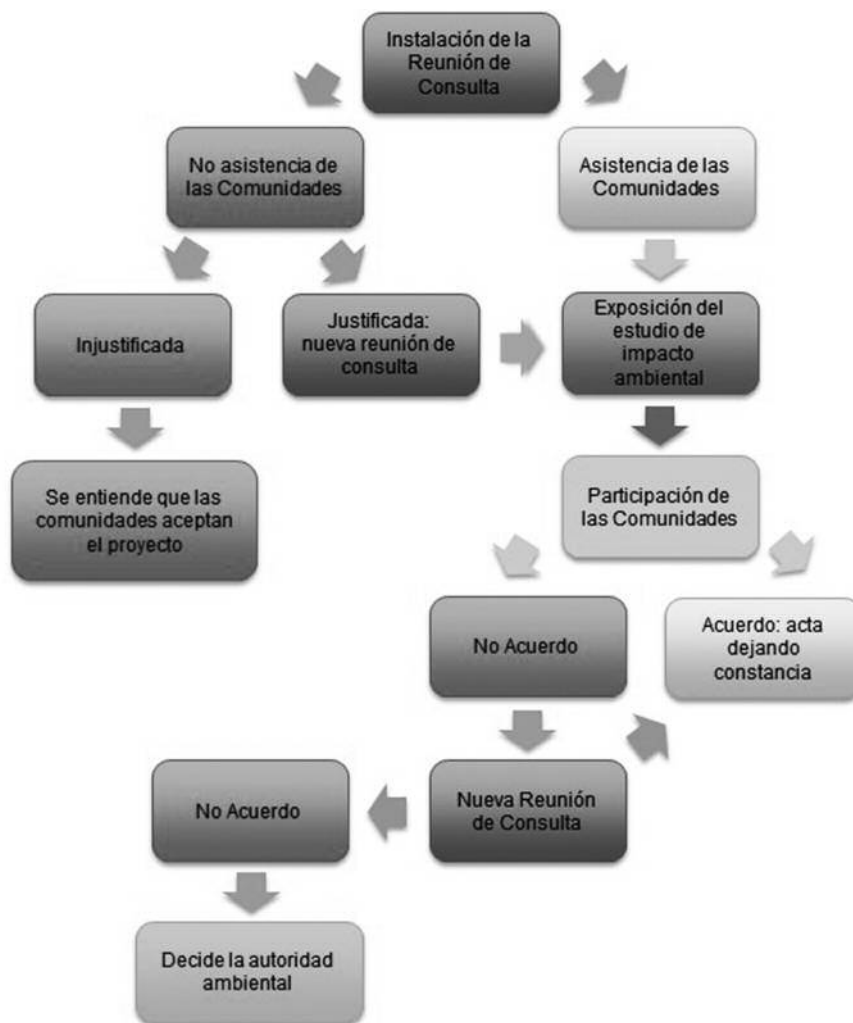 Instalación de la
Reunión de
Consulta
No asistencia de
las Comunidades
Asistencia de las
Comunidades
Injustificada
Justificada:
nueva reunión de
consulta
Exposición del
estudio de
impacto
ambiental
Se entiende que las
comunidades aceptan
el proyecto
Participación de
las Comunidades
No Acuerdo
Acuerdo: acta
dejando
constancia
No Acuerdo
Nueva Reunión
de Consulta
Decide la autoridad
ambiental